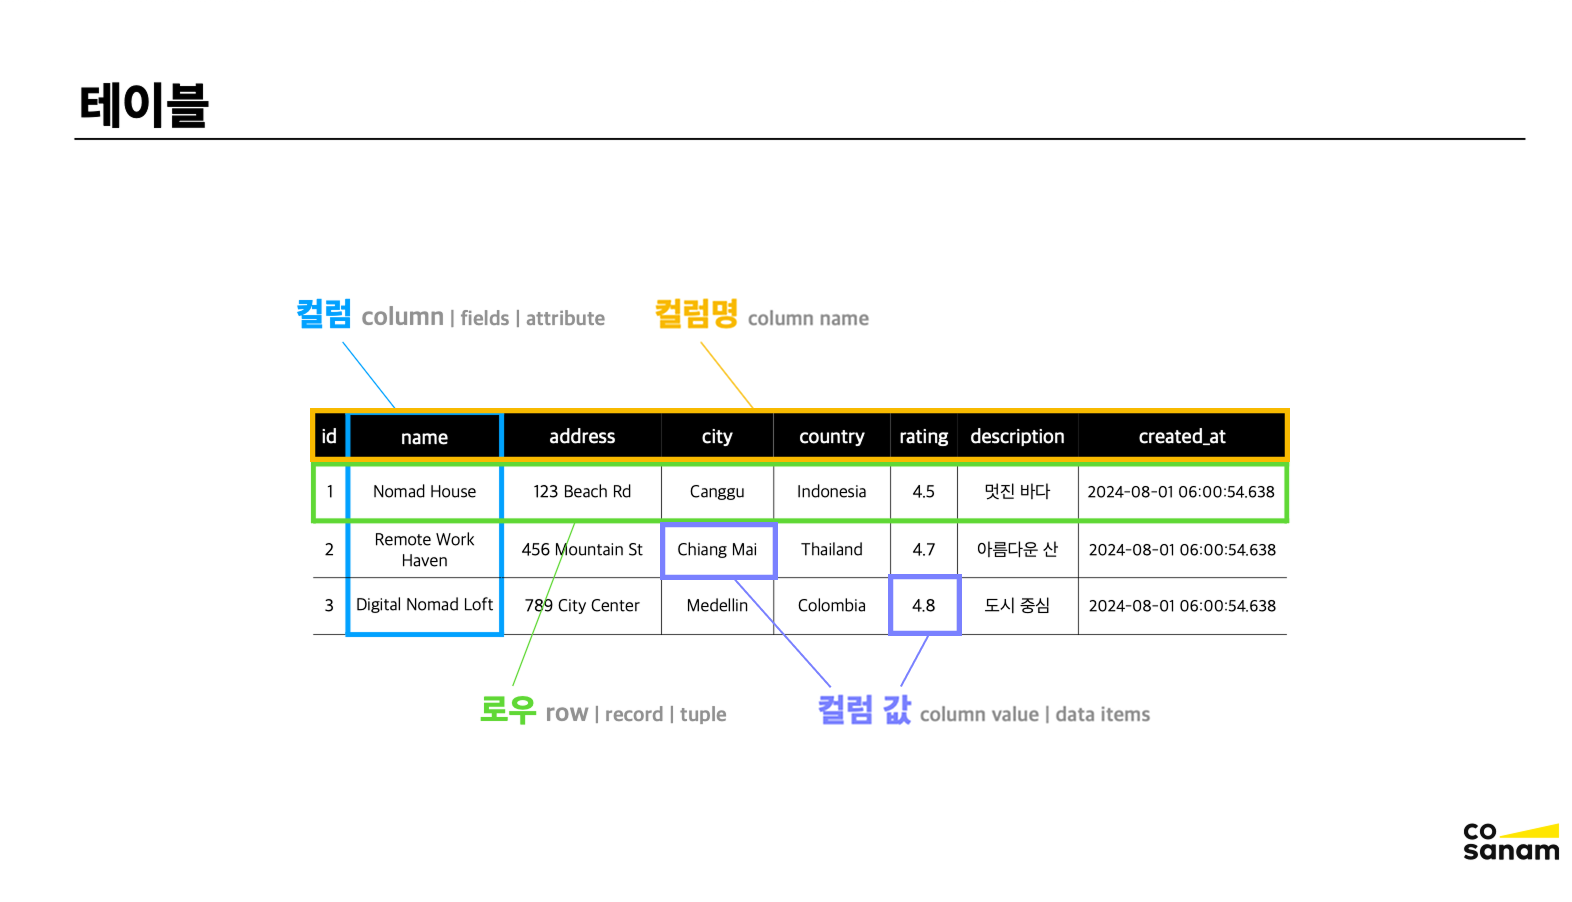 테이블
컬럼 column | fields | attribute
컬럼명 column name
id name address city country rating description created_at
1 Nomad House 123 Beach Rd Canggu Indonesia 4.5 멋진 바다 2024-08-01 06:00:54.638
2 Remote Work Haven 456 Mountain St Chiang Mai Thailand 4.7 아름다운 산 2024-08-01 06:00:54.638
3 Digital Nomad Loft 789 City Center Medellin Colombia 4.8 도시 중심 2024-08-01 06:00:54.638
로우 row | record | tuple
컬럼 값 column value | data items
co
sanam